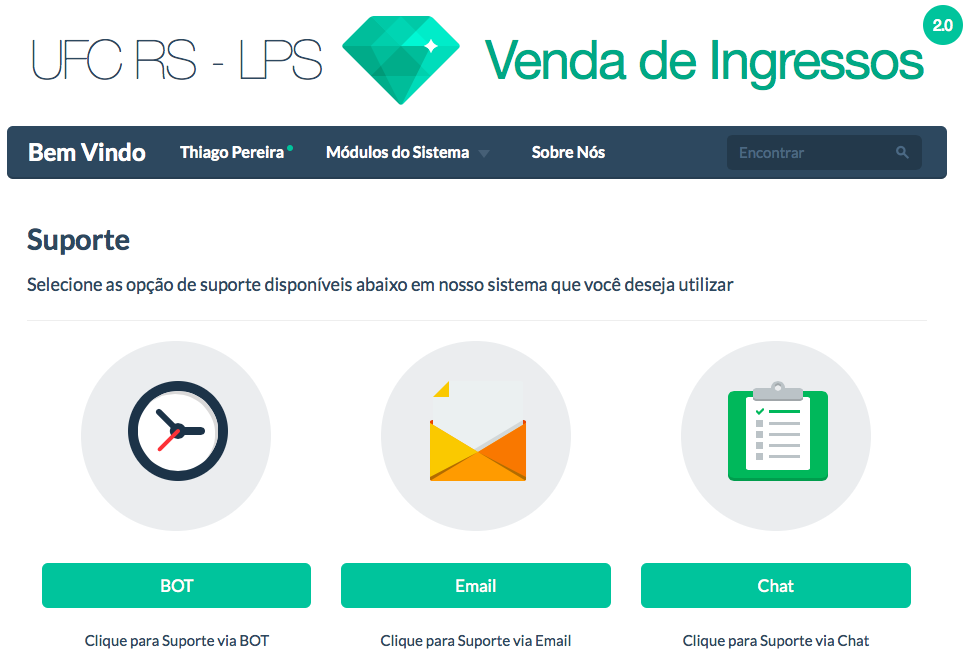 UFC RS - LPS Venda de Ingressos 2.0
Bem Vindo Thiago Pereira Módulos do Sistema Sobre Nós Encontrar
Suporte
Selecione as opção de suporte disponíveis abaixo em nosso sistema que você deseja utilizar
BOT Email Chat
Clique para Suporte via BOT Clique para Suporte via Email Clique para Suporte via Chat